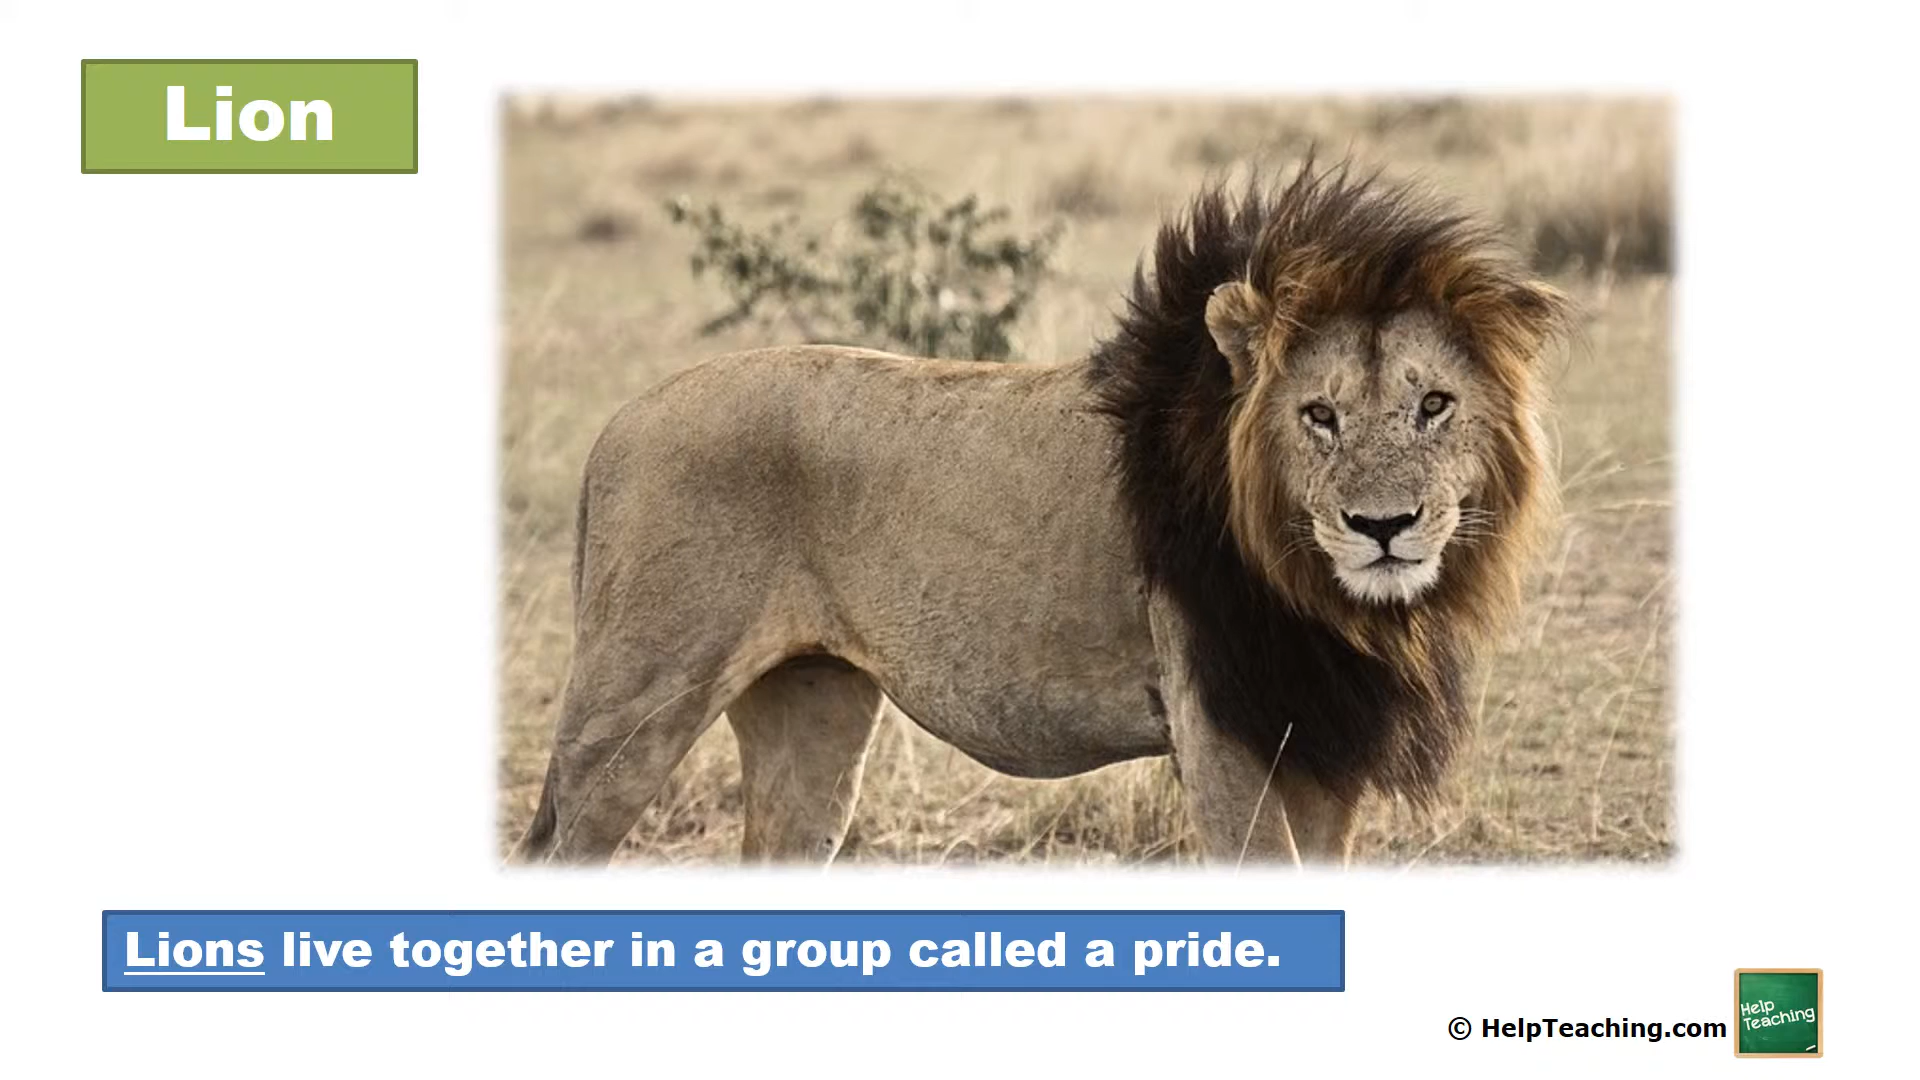 Lion
Lions live together in a group called a pride.
© HelpTeaching.com
Help
Teaching